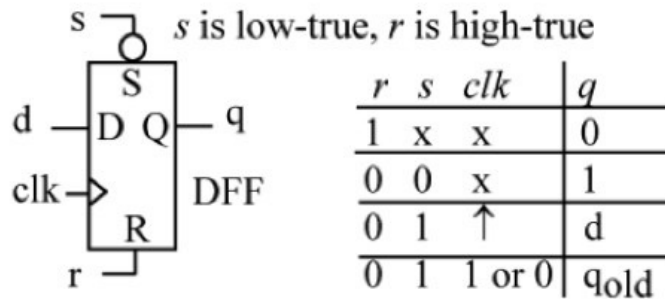 s
s is low-true, r is high-true
S
d D Q q
clk DFF
R
r
r s clk q
1 x x 0
0 0 x 1
0 1 ↑ d
0 1 1 or 0 qold